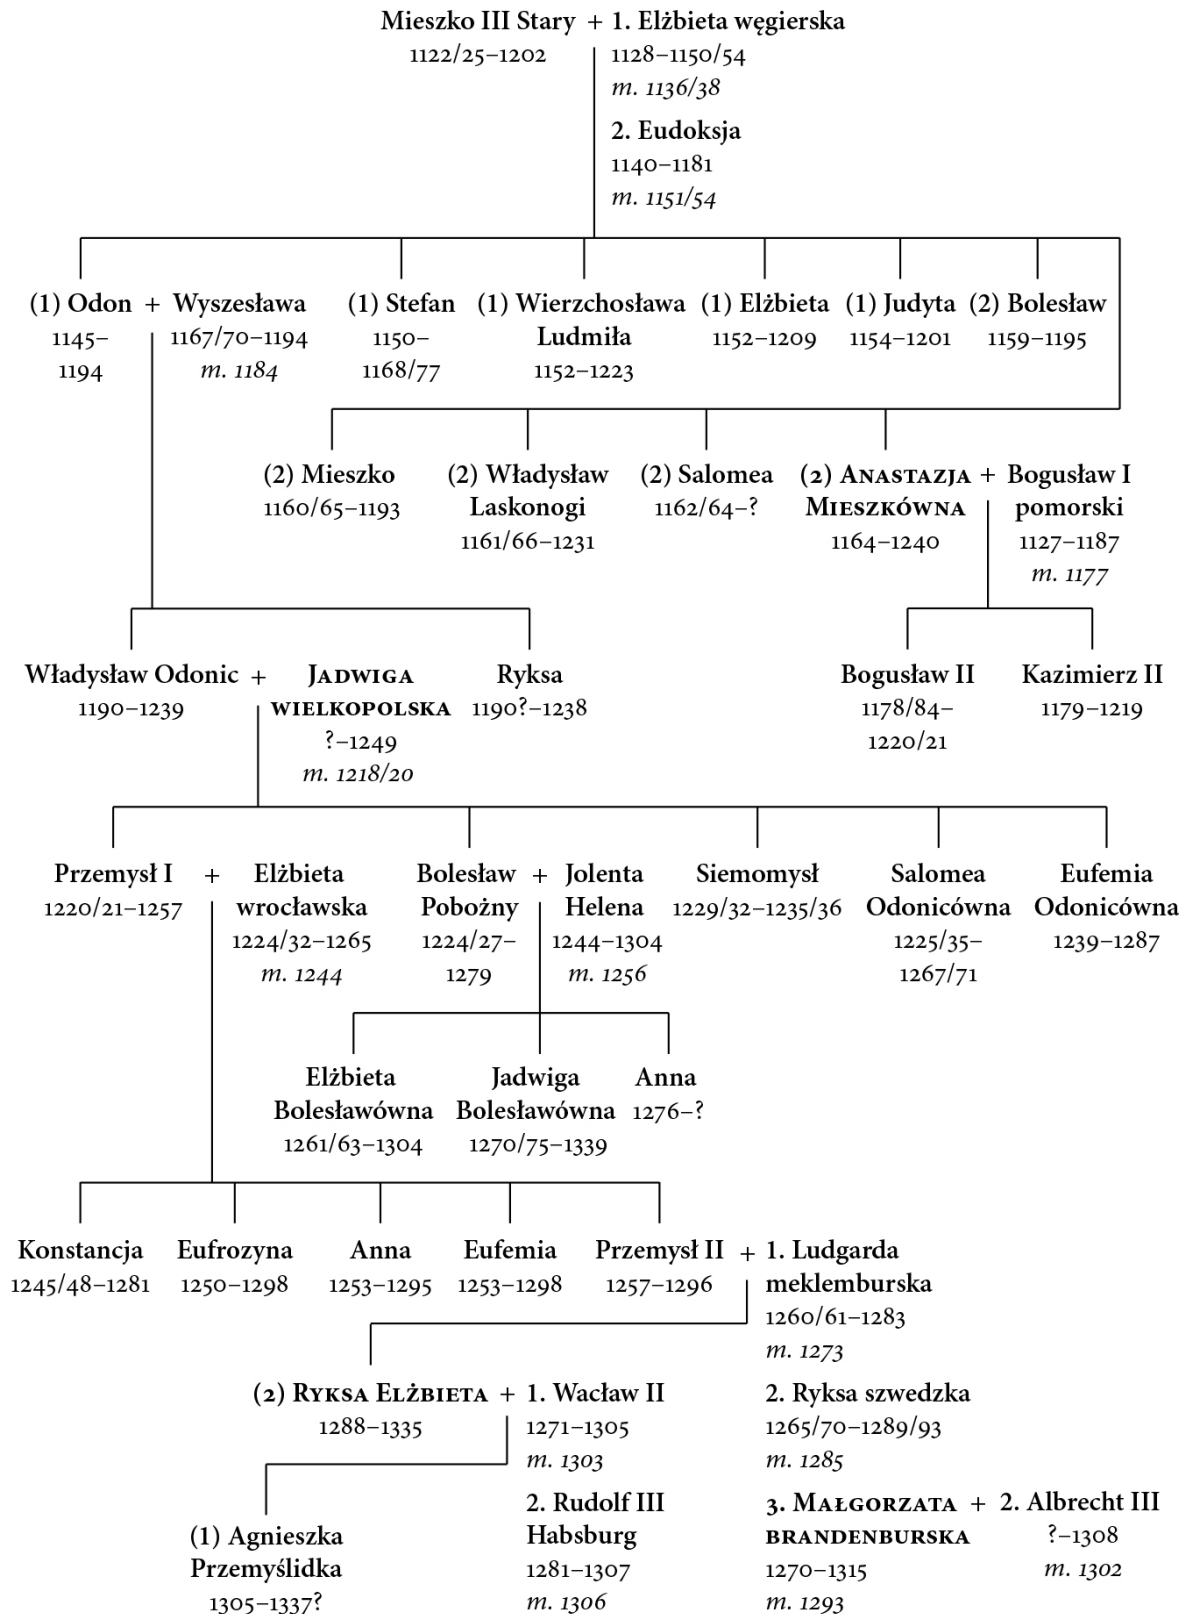 Mieszko III Stary + 1. Elżbieta węgierska
1122/25–1202 1128–1150/54
m. 1136/38
2. Eudoksja
1140–1181
m. 1151/54
(1) Odon + Wyszesława (1) Stefan (1) Wierzchosława (1) Elżbieta (1) Judyta (2) Bolesław
1145– 1167/70–1194 1150– Ludmiła 1152–1209 1154–1201 1159–1195
1194 m. 1184 1168/77 1152–1223
(2) Mieszko (2) Władysław (2) Salomea (2) Anastazja + Bogusław I
1160/65–1193 Laskonogi 1162/64–? Mieszkówna pomorski
1161/66–1231 1164–1240 1127–1187
m. 1177
Władysław Odonic + Jadwiga Ryksa Bogusław II Kazimierz II
1190–1239 wielkopolska 1190?–1238 1178/84– 1179–1219
?–1249 1220/21
m. 1218/20
Przemysł I + Elżbieta Bolesław + Jolenta Siemomysł Salomea Eufemia
1220/21–1257 wrocławska Pobożny Helena 1229/32–1235/36 Odonicówna Odonicówna
1224/32–1265 1224/27– 1244–1304 1225/35– 1239–1287
m. 1244 1279 m. 1256 1267/71
Elżbieta Jadwiga Anna
Bolesławówna Bolesławówna 1276–?
1261/63–1304 1270/75–1339
Konstancja Eufrozyna Anna Eufemia Przemysł II + 1. Ludgarda
1245/48–1281 1250–1298 1253–1295 1253–1298 1257–1296 meklemburska
1260/61–1283
m. 1273
(2) Ryksa Elżbieta + 1. Wacław II 2. Ryksa szwedzka
1288–1335 1271–1305 1265/70–1289/93
m. 1303 m. 1285
2. Rudolf III 3. Małgorzata + 2. Albrecht III
(1) Agnieszka Habsburg brandenburska ?–1308
Przemyślidka 1281–1307 1270–1315 m. 1302
1305–1337? m. 1306 m. 1293